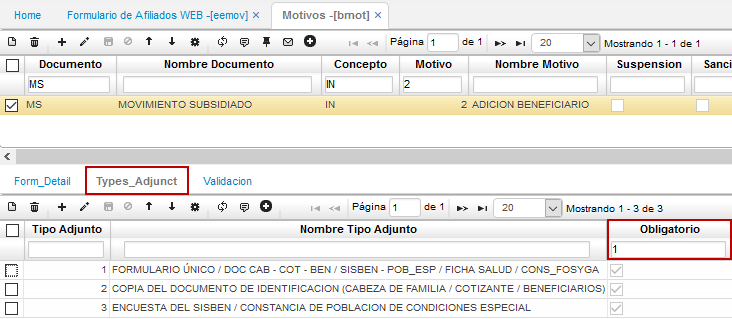 Home Formulario de Afiliados WEB -[eemov] × Motivos -[bmot] ×
Página 1 de 1 20 Mostrando 1 - 1 de 1
Documento Nombre Documento Concepto Motivo Nombre Motivo Suspension Sanci
MS IN 2
MS MOVIMIENTO SUBSIDIADO IN 2 ADICION BENEFICIARIO
Form_Detail Types_Adjunct Validacion
Página 1 de 1 20 Mostrando 1 - 3 de 3
Tipo Adjunto Nombre Tipo Adjunto Obligatorio
1
1 FORMULARIO ÚNICO / DOC CAB - COT - BEN / SISBEN - POB_ESP / FICHA SALUD / CONS_FOSYGA
2 COPIA DEL DOCUMENTO DE IDENTIFICACION (CABEZA DE FAMILIA / COTIZANTE / BENEFICIARIOS)
3 ENCUESTA DEL SISBEN / CONSTANCIA DE POBLACION DE CONDICIONES ESPECIAL